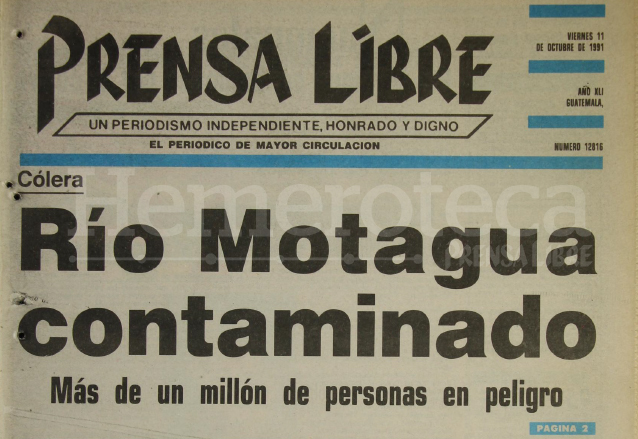 PRENSA LIBRE
UN PERIODISMO INDEPENDIENTE, HONRADO Y DIGNO
EL PERIODICO DE MAYOR CIRCULACION
VIERNES 11
DE OCTUBRE DE 1991
AÑO XLI
GUATEMALA,
NUMERO 12816
Cólera
Hemeroteca
PRENSA LIBRE
Río Motagua
contaminado
Más de un millón de personas en peligro
PAGINA 2